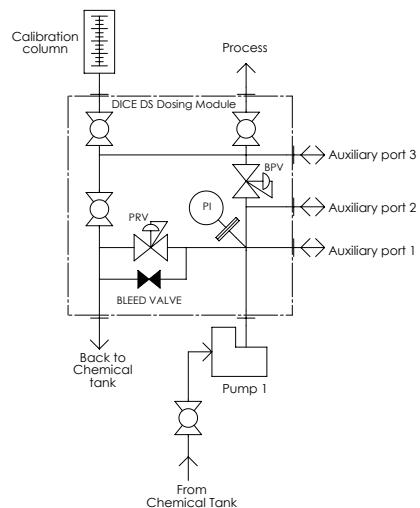 Calibration
column
Process
DICE DS Dosing Module
Auxiliary port 3
BPV
PI
Auxiliary port 2
PRV
Auxiliary port 1
BLEED VALVE
Back to
Chemical
tank
Pump 1
From
Chemical Tank